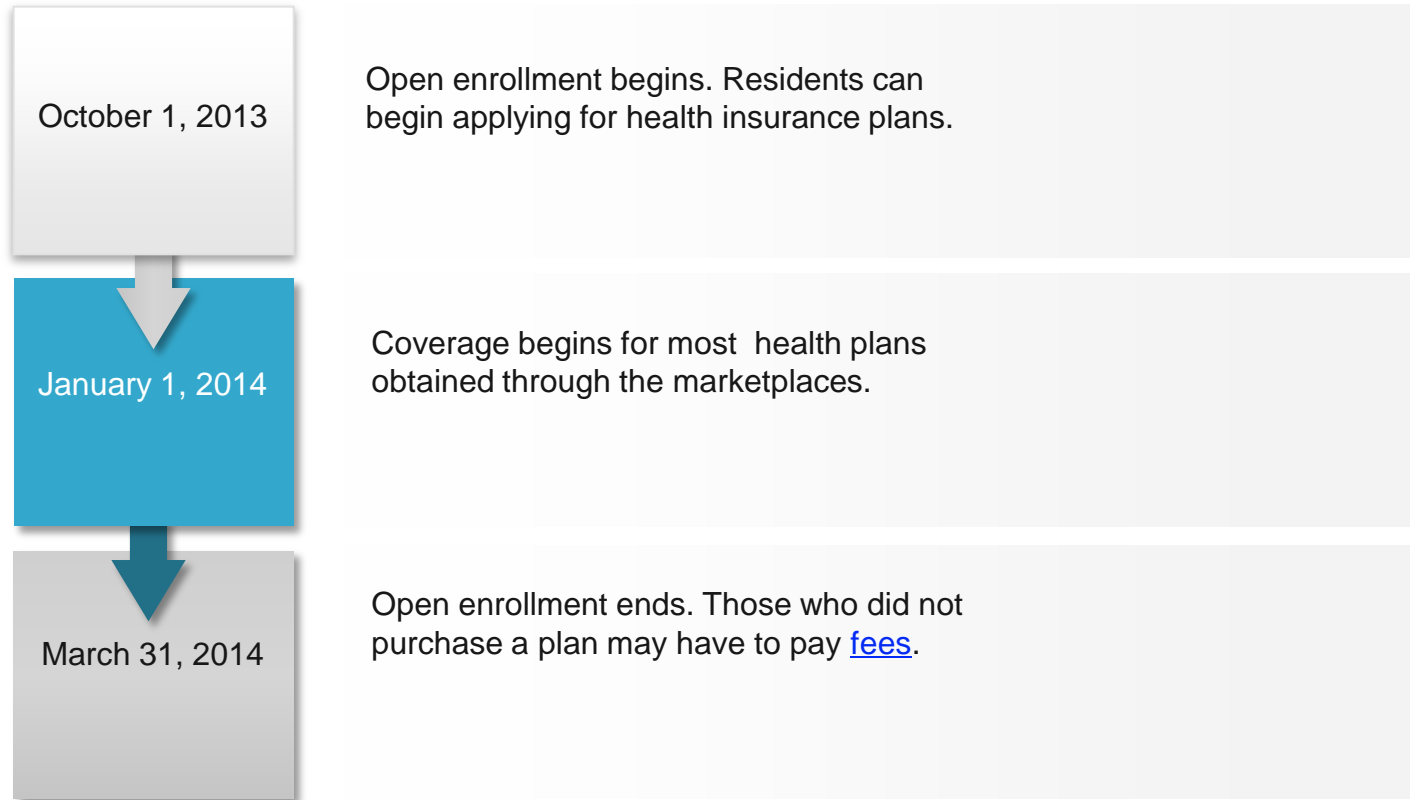 October 1, 2013
Open enrollment begins. Residents can
begin applying for health insurance plans.
January 1, 2014
Coverage begins for most  health plans
obtained through the marketplaces.
March 31, 2014
Open enrollment ends. Those who did not
purchase a plan may have to pay fees.